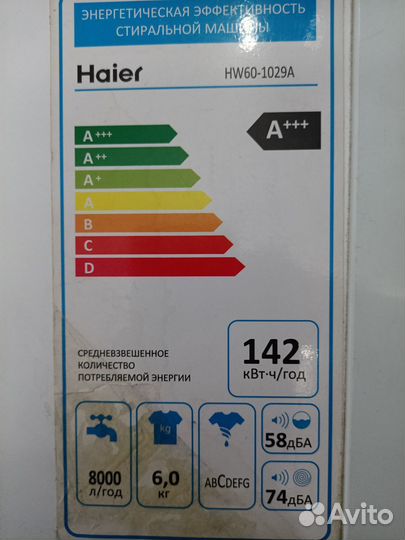 ЭНЕРГЕТИЧЕСКАЯ ЭФФЕКТИВНОСТЬ
СТИРАЛЬНОЙ МАШИНЫ
Haier HW60-1029A
A+++ A+++
A++
A+
A
B
C
D
СРЕДНЕВЗВЕШЕННОЕ
КОЛИЧЕСТВО
ПОТРЕБЛЯЕМОЙ ЭНЕРГИИ
142
кВт·ч/год
kg
58дБА
8000
л/год
6,0
кг
ABCDEFG
74дБА
Avito